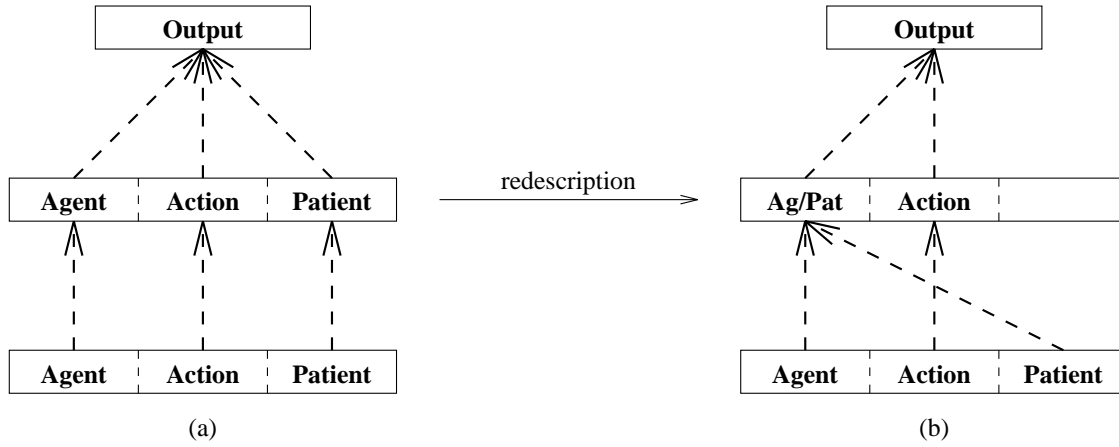 Output
Output
Agent Action Patient
redescription
Ag/Pat Action
Agent Action Patient
Agent Action Patient
(a)
(b)